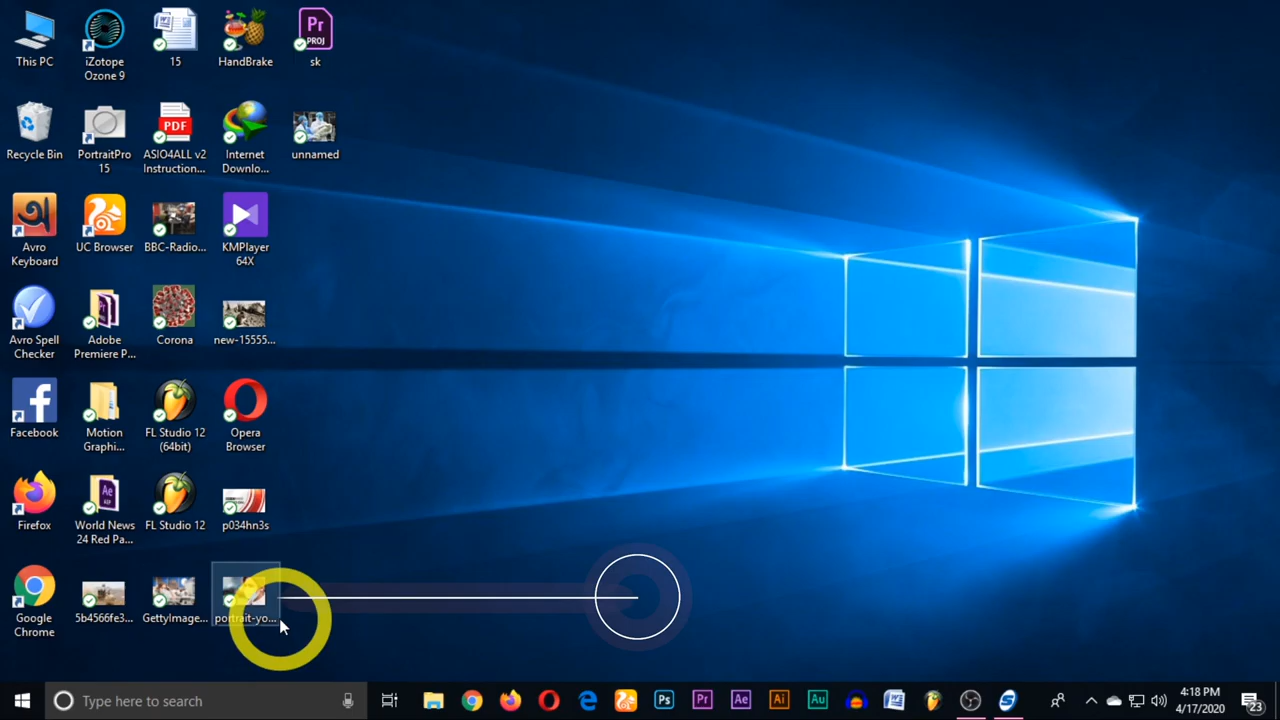 This PC
iZotope
Ozone 9
15
HandBrake
Pr
PROJ
sk
Recycle Bin
PortraitPro
15
PDF
ASIO4ALL v2
Instruction...
Internet
Downlo...
unnamed
Avro
Keyboard
UC Browser
BBC-Radio...
KMPlayer
64X
Avro Spell
Checker
Adobe
Premiere P...
Corona
new-15555...
Facebook
Motion
Graphi...
FL Studio 12
(64bit)
Opera
Browser
Firefox
World News
24 Red Pa...
FL Studio 12
p034hn3s
Google
Chrome
5b4566fe3...
GettyImage...
portrait-yo...
Type here to search
Ps
Pr
Ae
Ai
Au
4:18 PM
4/17/2020
23